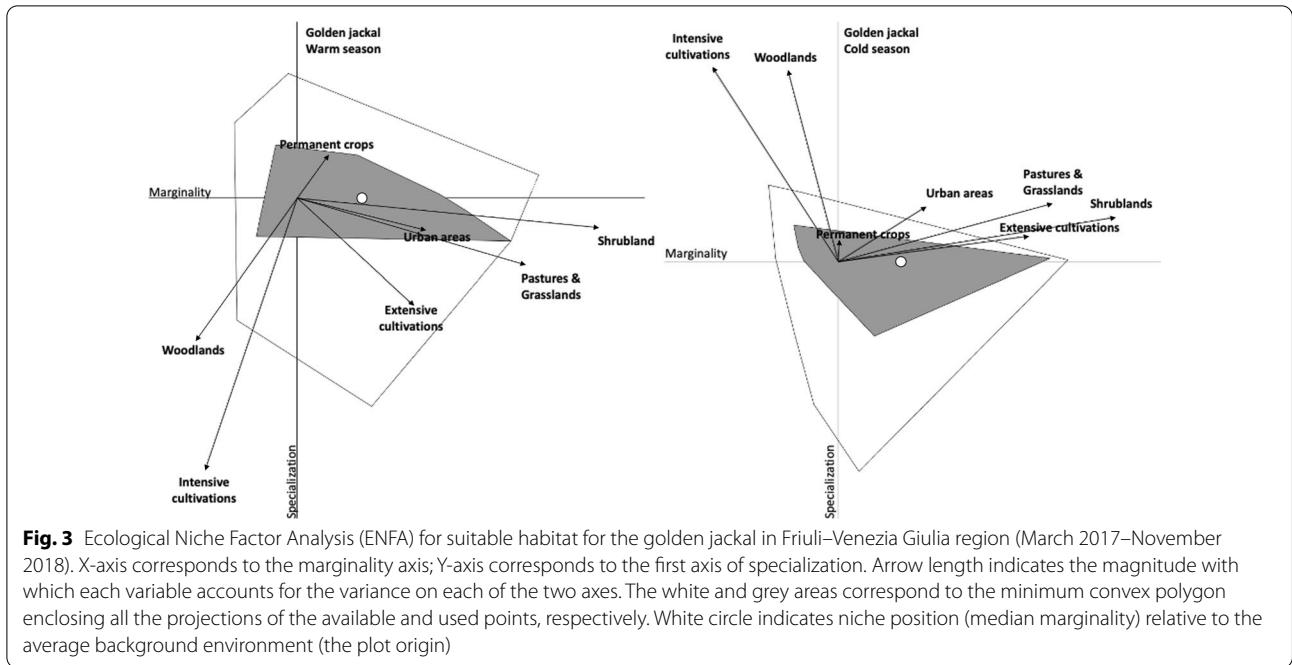 Golden jackal
Warm season
Permanent crops
Marginality
Urban areas
Shrubland
Pastures &
Grasslands
Extensive
cultivations
Woodlands
Intensive
cultivations
Specialization
Golden jackal
Cold season
Intensive
cultivations
Woodlands
Pastures &
Grasslands
Urban areas
Shrublands
Extensive cultivations
Permanent crops
Marginality
Specialization
Fig. 3 Ecological Niche Factor Analysis (ENFA) for suitable habitat for the golden jackal in Friuli–Venezia Giulia region (March 2017–November
2018). X-axis corresponds to the marginality axis; Y-axis corresponds to the first axis of specialization. Arrow length indicates the magnitude with
which each variable accounts for the variance on each of the two axes. The white and grey areas correspond to the minimum convex polygon
enclosing all the projections of the available and used points, respectively. White circle indicates niche position (median marginality) relative to the
average background environment (the plot origin)